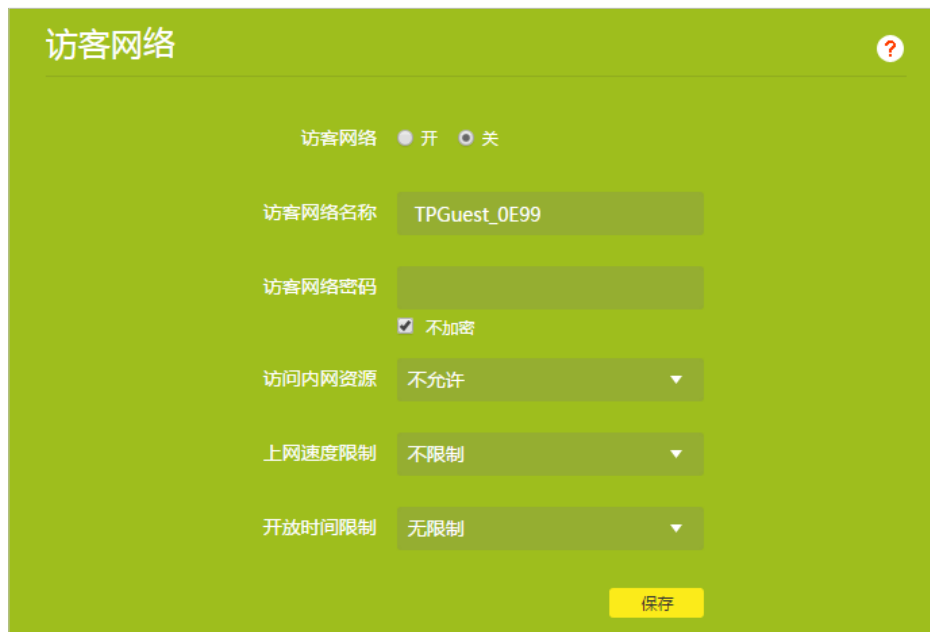 访客网络
?
访客网络 开 关
访客网络名称 TPGuest_0E99
访客网络密码
不加密
访问内网资源 不允许
上网速度限制 不限制
开放时间限制 无限制
保存